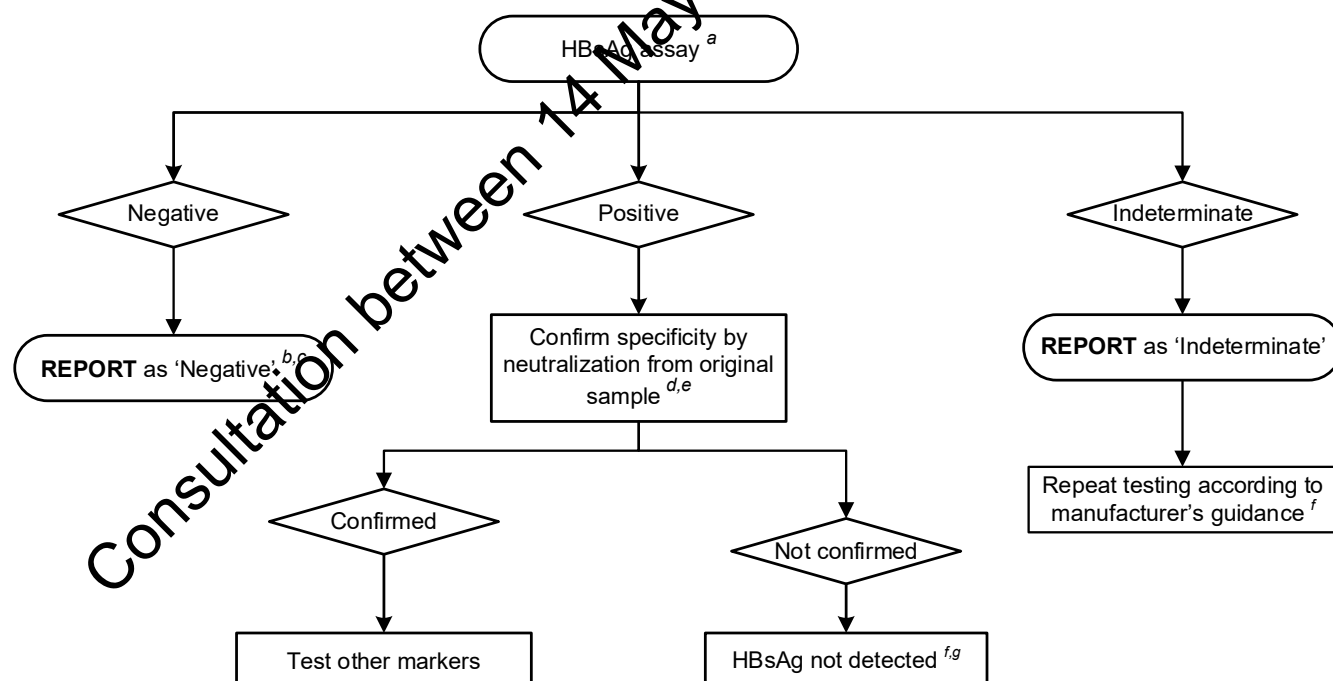 HBsAg assay a
Consultation between 14 May
Negative
Positive
Indeterminate
REPORT as ‘Negative’ b,c
Confirm specificity by
neutralization from original
sample d,e
REPORT as ‘Indeterminate’
Repeat testing according to
manufacturer’s guidance f
Confirmed
Not confirmed
Test other markers
HBsAg not detected f,g